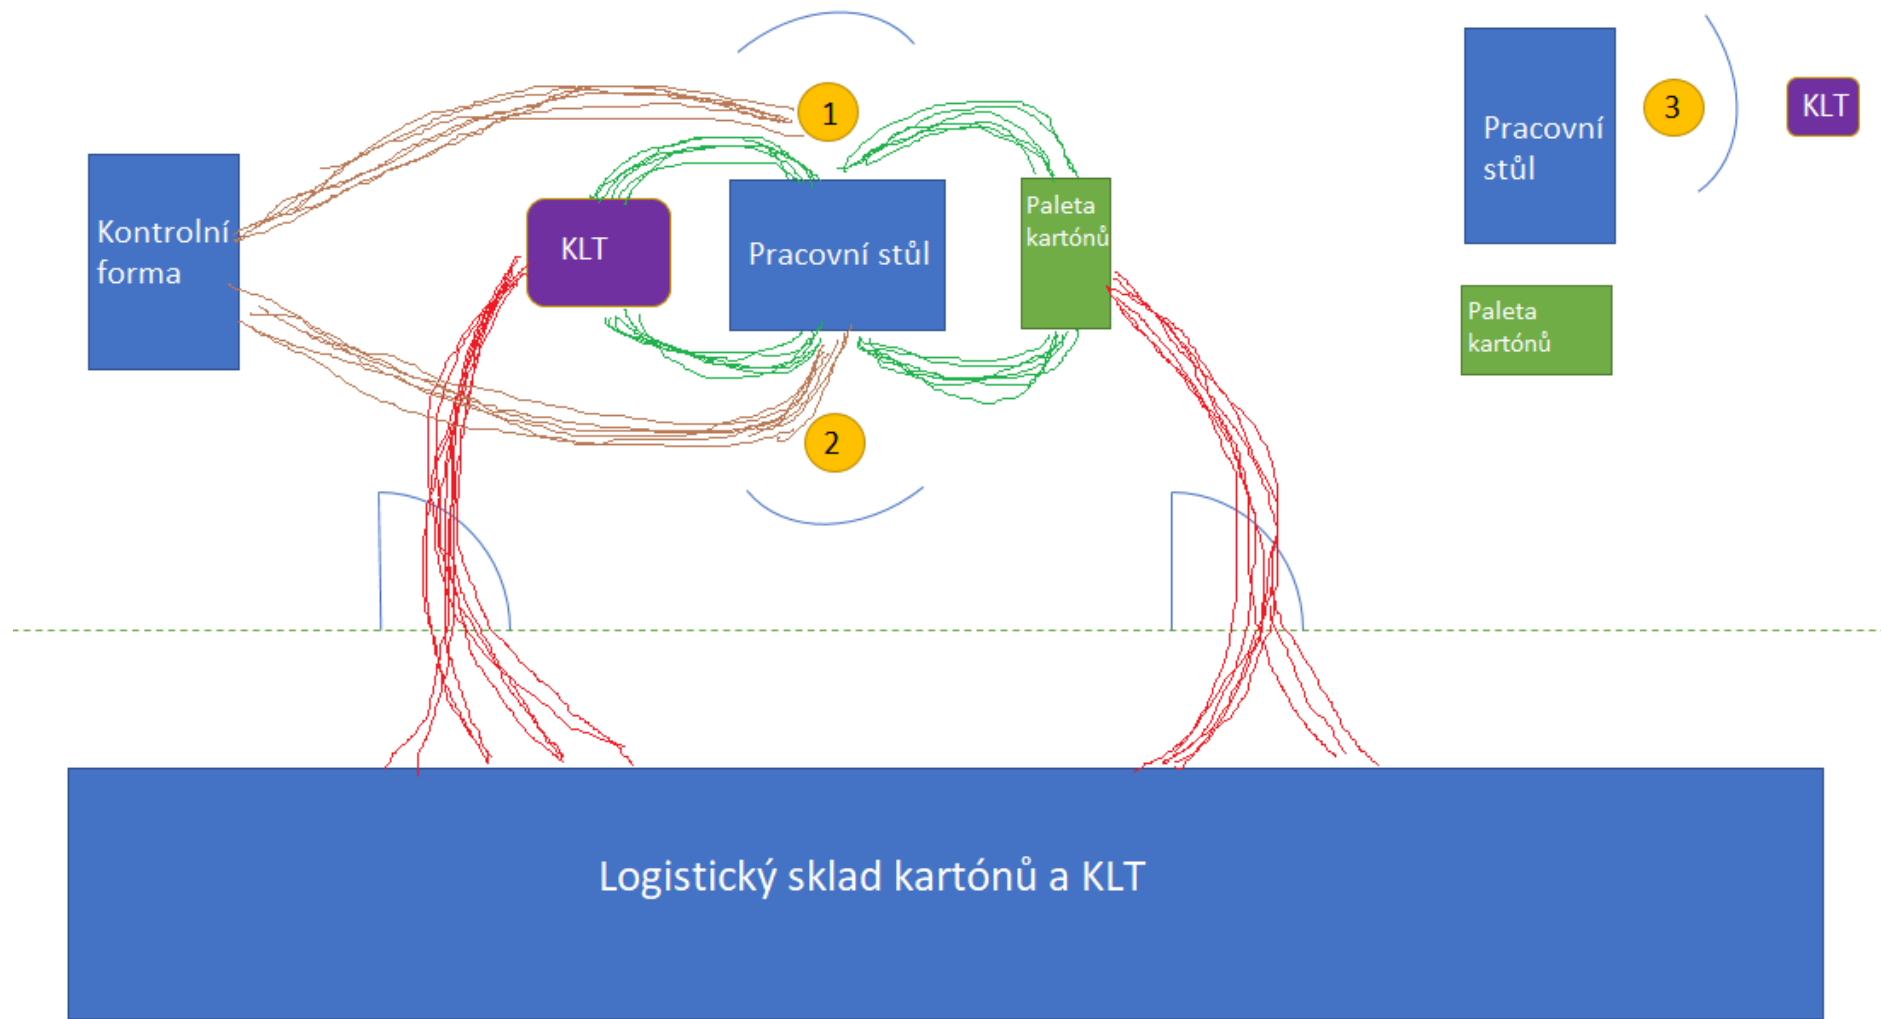 1
3
KLT
Pracovní
stůl
Kontrolní
forma
KLT
Pracovní stůl
Paleta
kartónů
Paleta
kartónů
2
Logistický sklad kartónů a KLT